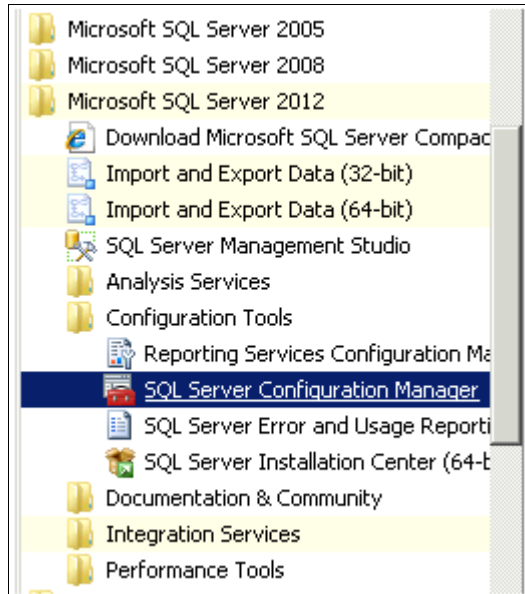 Microsoft SQL Server 2005
Microsoft SQL Server 2008
Microsoft SQL Server 2012
Download Microsoft SQL Server Compac
Import and Export Data (32-bit)
Import and Export Data (64-bit)
SQL Server Management Studio
Analysis Services
Configuration Tools
Reporting Services Configuration Ma
SQL Server Configuration Manager
SQL Server Error and Usage Reporti
SQL Server Installation Center (64-b
Documentation & Community
Integration Services
Performance Tools